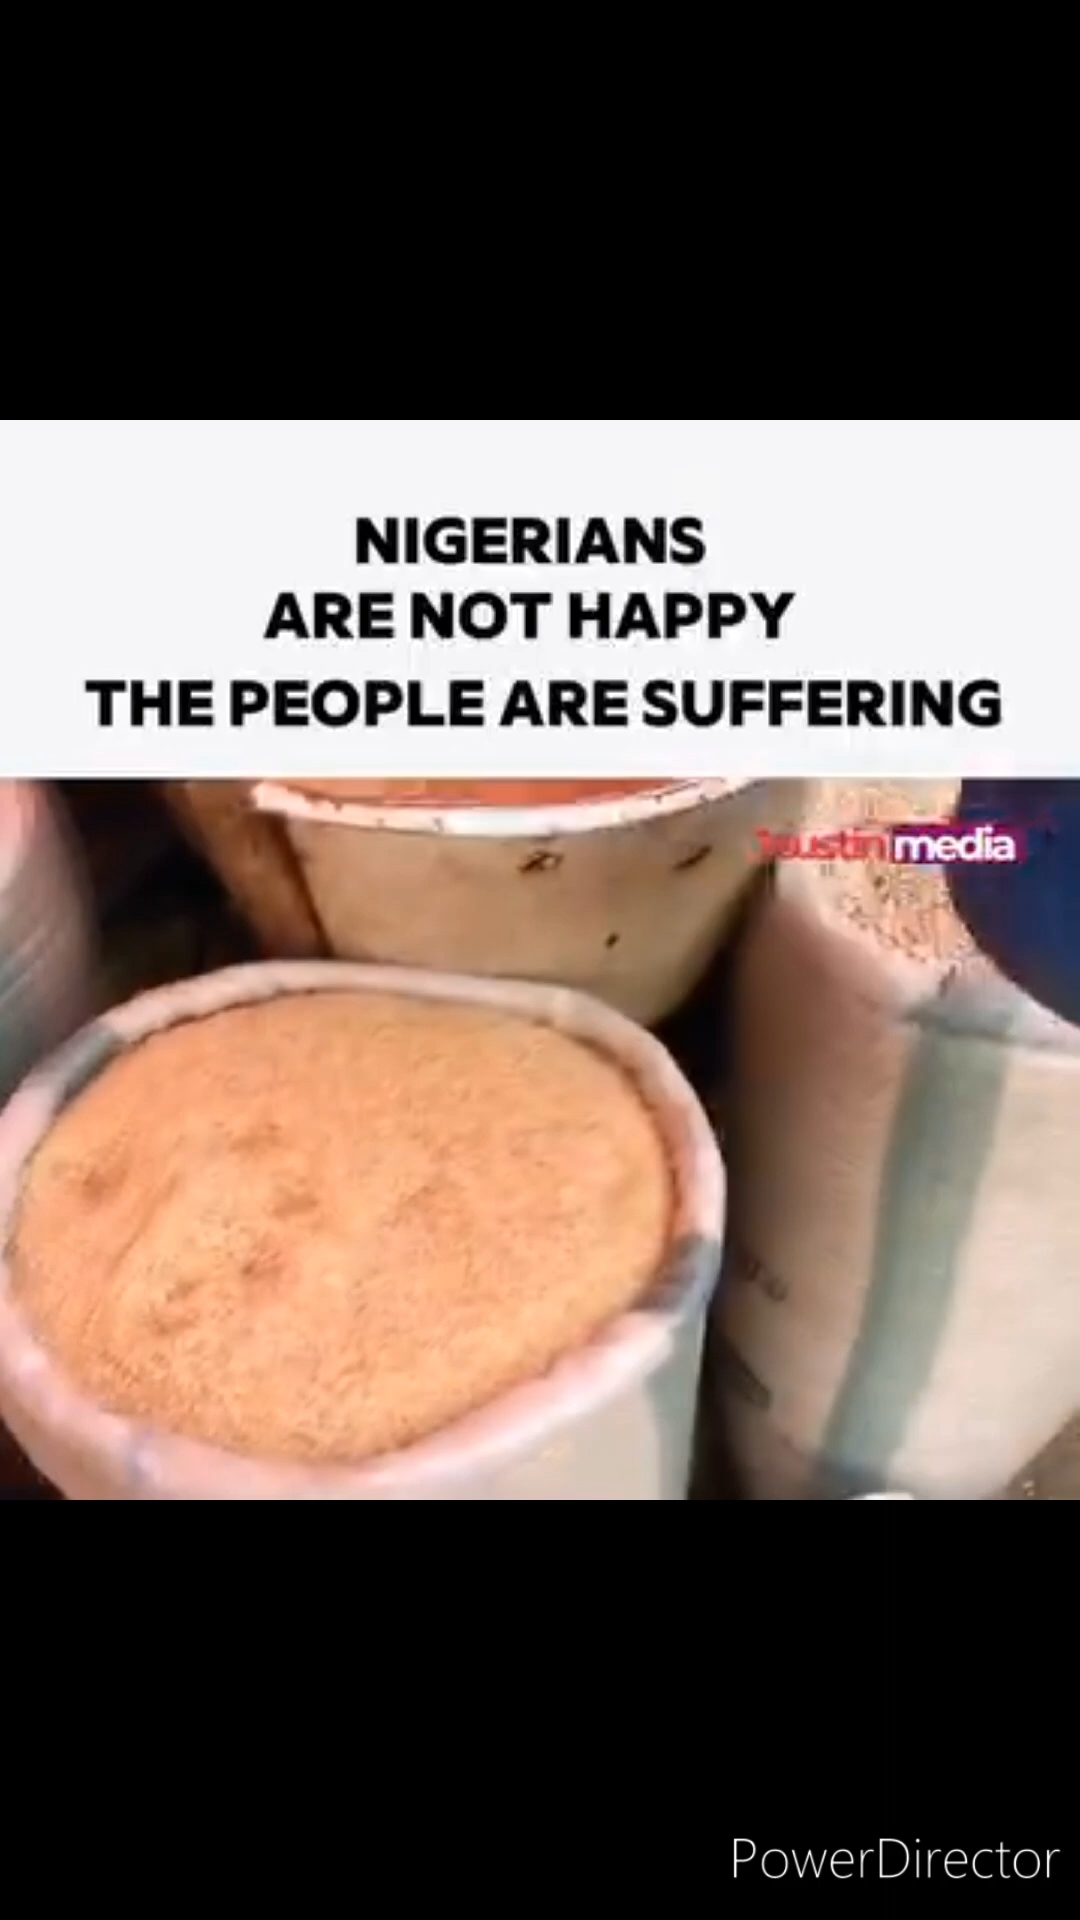 NIGERIANS
ARE NOT HAPPY
THE PEOPLE ARE SUFFERING
media
PowerDirector